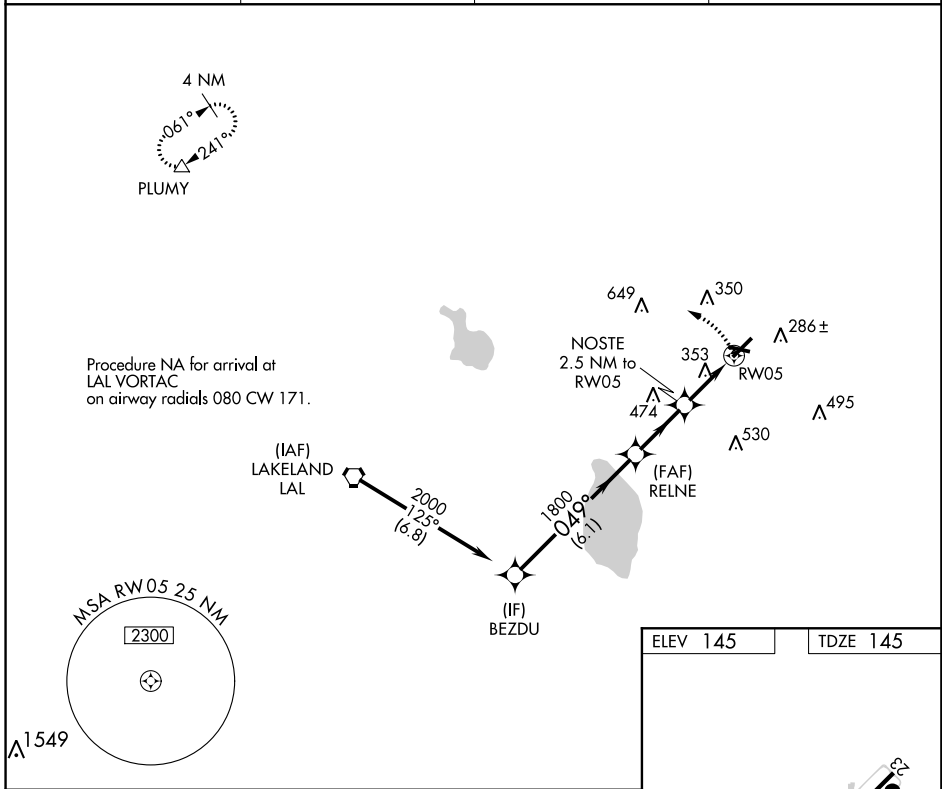 4 NM
061°
241°
PLUMY
649
350
286±
NOSTE
2.5 NM to
RW05
353
RW05
474
495
530
Procedure NA for arrival at
LAL VORTAC
on airway radials 080 CW 171.
(IAF)
LAKELAND
LAL
2000
125°
(6.8)
1800
049°
(6.1)
(FAF)
RELNE
(IF)
BEZDU
MSA RW05 25 NM
2300
1549
ELEV 145
TDZE 145
23